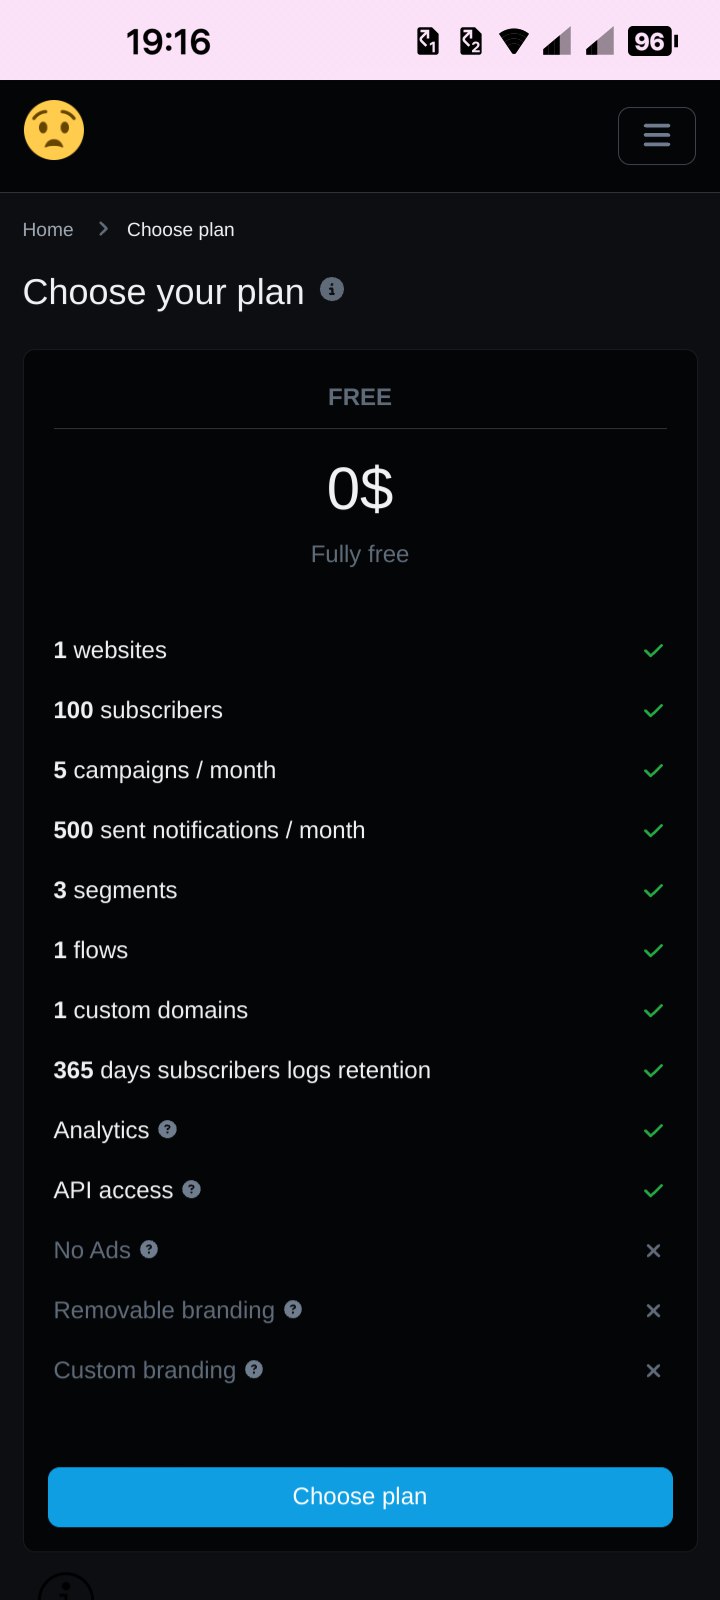 19:16
96
Home
Choose plan
Choose your plan
FREE
0$
Fully free
1 websites
100 subscribers
5 campaigns / month
500 sent notifications / month
3 segments
1 flows
1 custom domains
365 days subscribers logs retention
Analytics
API access
No Ads
Removable branding
Custom branding
Choose plan